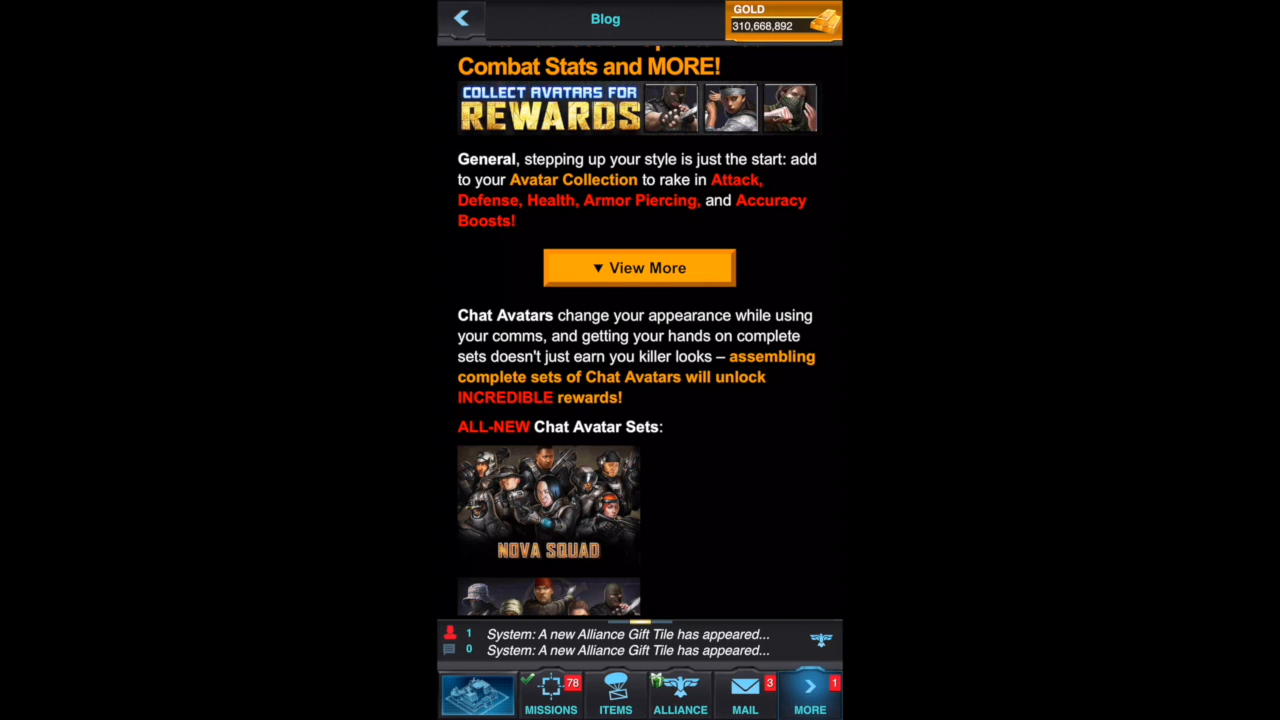 Blog
GOLD
310,668,892
Combat Stats and MORE!
COLLECT AVATARS FOR
REWARDS
General, stepping up your style is just the start: add
to your Avatar Collection to rake in Attack,
Defense, Health, Armor Piercing, and Accuracy
Boosts!
▼ View More
Chat Avatars change your appearance while using
your comms, and getting your hands on complete
sets doesn't just earn you killer looks – assembling
complete sets of Chat Avatars will unlock
INCREDIBLE rewards!
ALL-NEW Chat Avatar Sets:
NOVA SQUAD
1 System: A new Alliance Gift Tile has appeared...
0 System: A new Alliance Gift Tile has appeared...
78 3 1
MISSIONS ITEMS ALLIANCE MAIL MORE